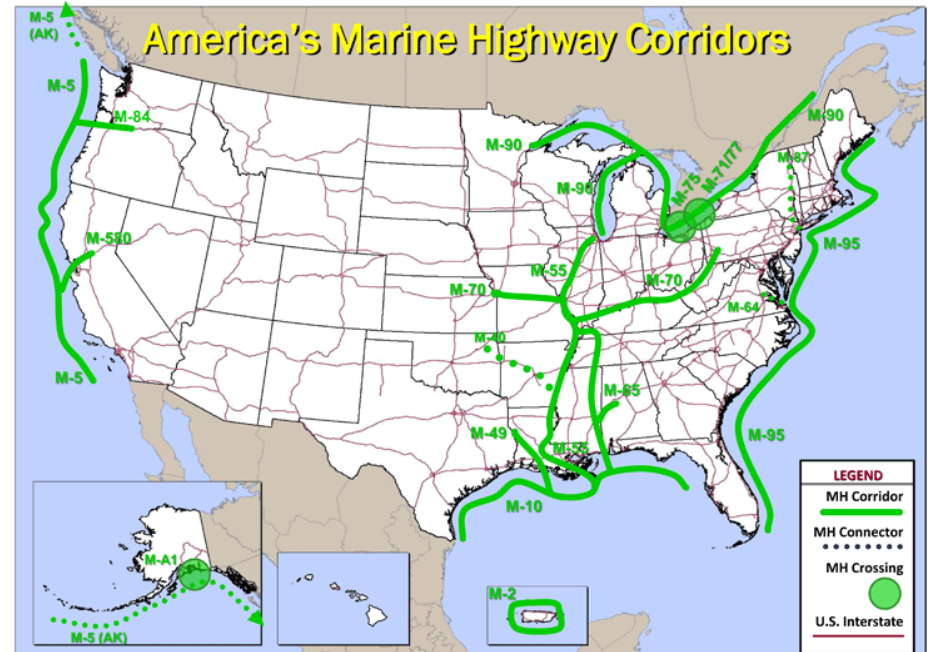 America's Marine Highway Corridors
M-5
(AK)
M-5
M-84
M-90
M-90
M-90
M-87
M-75
M-71/77
M-580
M-55
M-70
M-70
M-95
M-64
M-40
M-65
M-5
M-49
M-55
M-95
M-10
M-A1
M-5 (AK)
M-2
LEGEND
MH Corridor
MH Connector
MH Crossing
U.S. Interstate